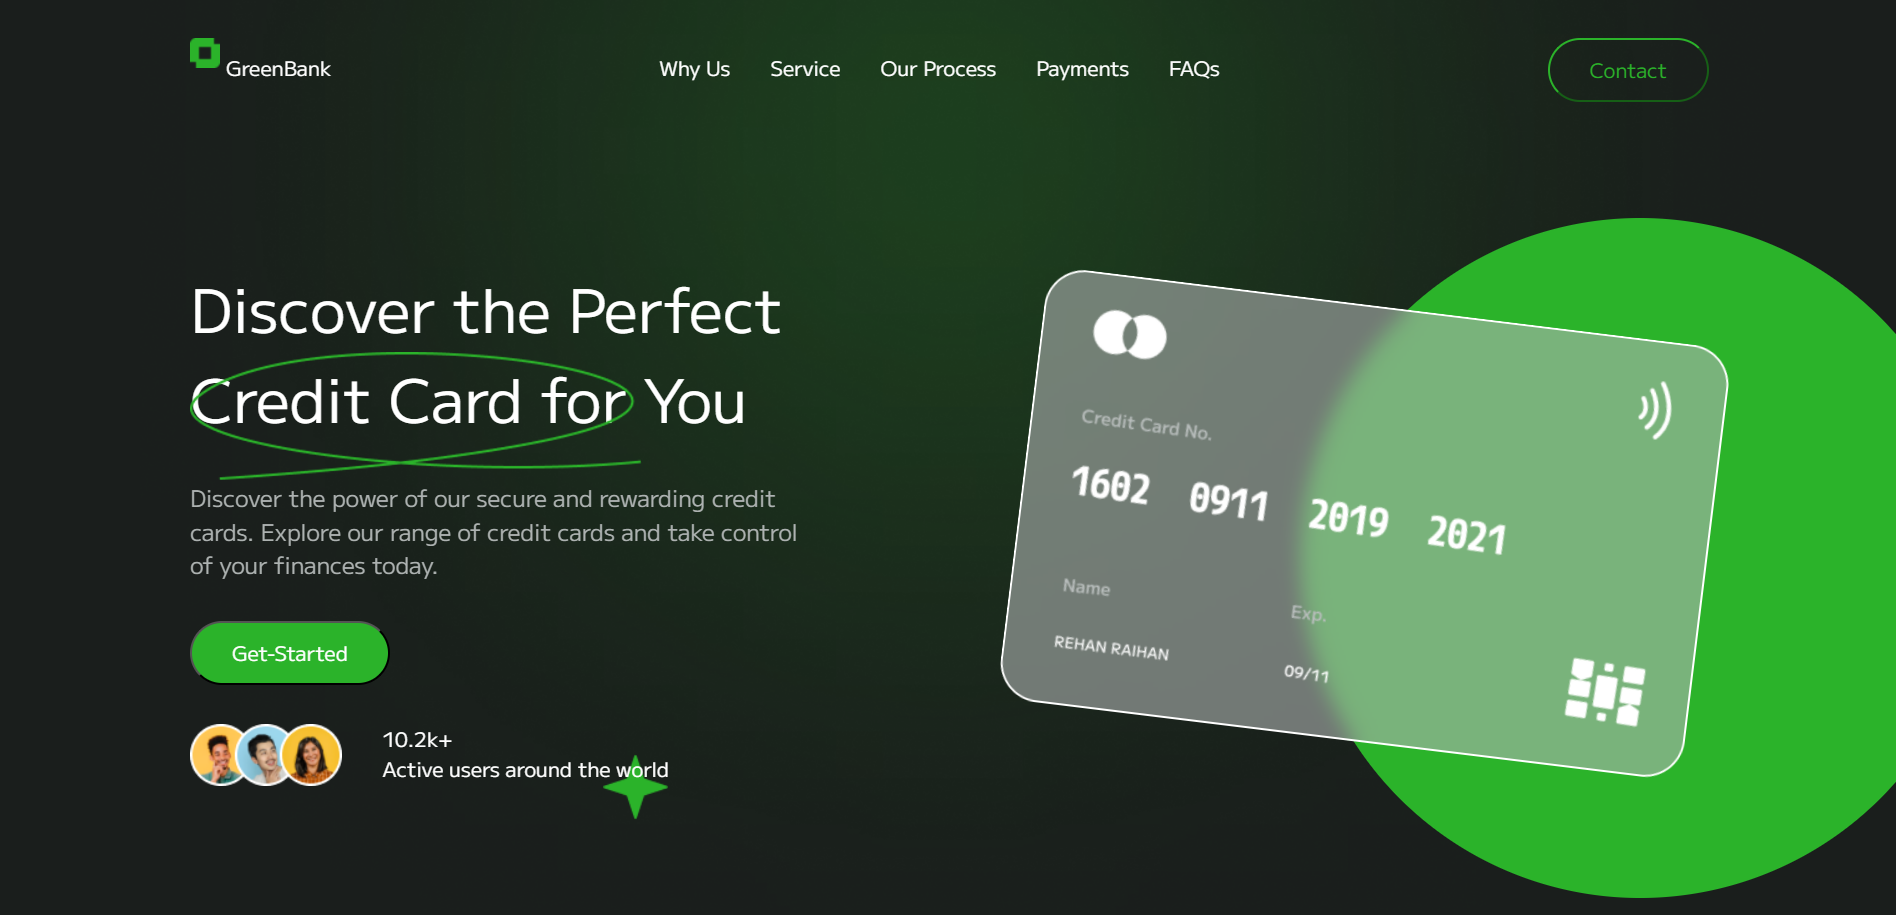 GreenBank
Why Us
Service
Our Process
Payments
FAQs
Contact
Discover the Perfect
Credit Card for You
Discover the power of our secure and rewarding credit
cards. Explore our range of credit cards and take control
of your finances today.
Get-Started
10.2k+
Active users around the world
Credit Card No.
1602 0911 2019 2021
Name
Exp.
REHAN RAIHAN
09/11